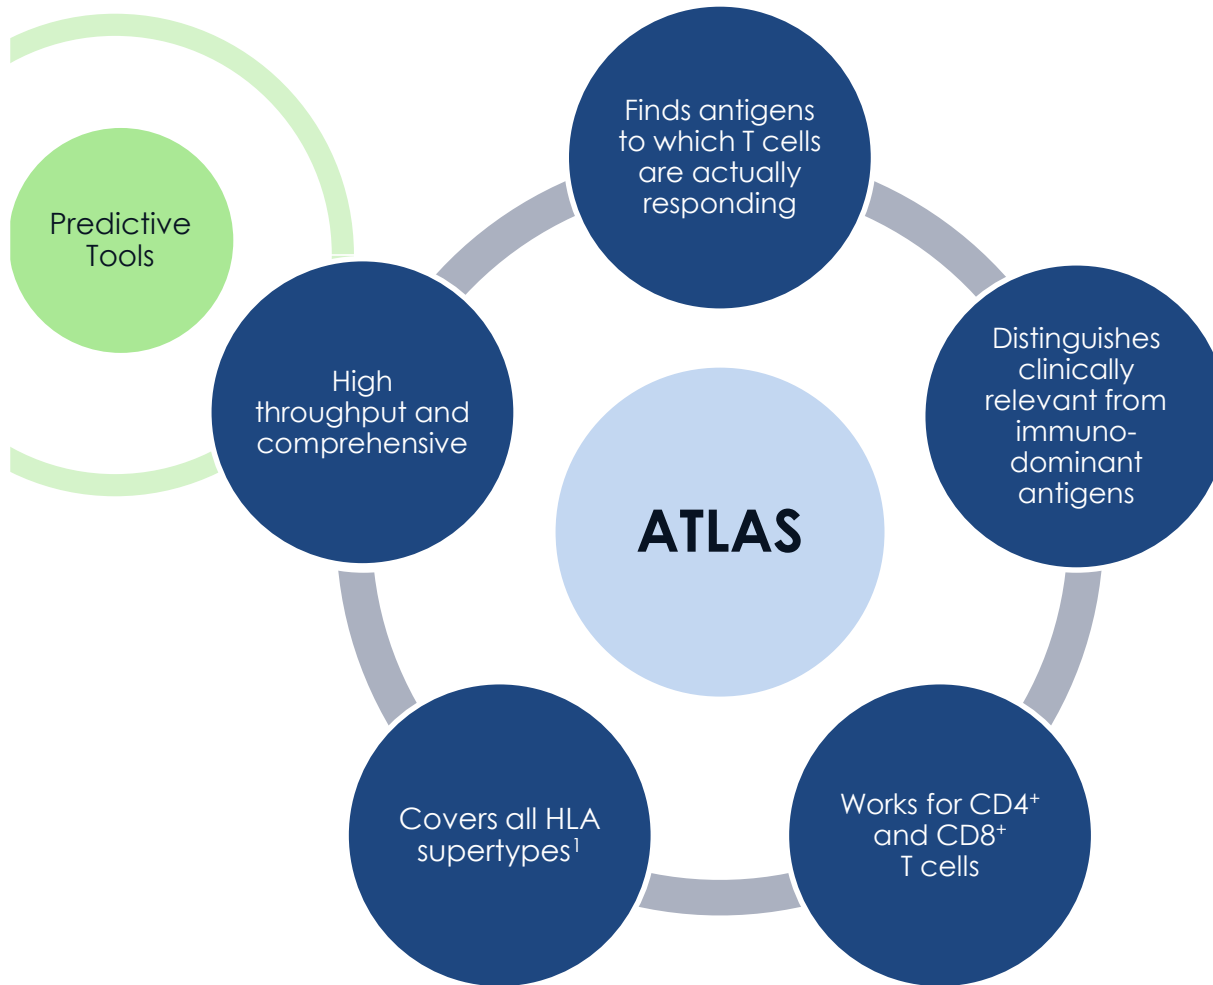 Finds antigens
to which T cells
are actually
responding
Predictive
Tools
Distinguishes
clinically
relevant from
immuno-
dominant
antigens
High
throughput and
comprehensive
ATLAS
Covers all HLA
supertypes¹
Works for CD4⁺
and CD8⁺
T cells